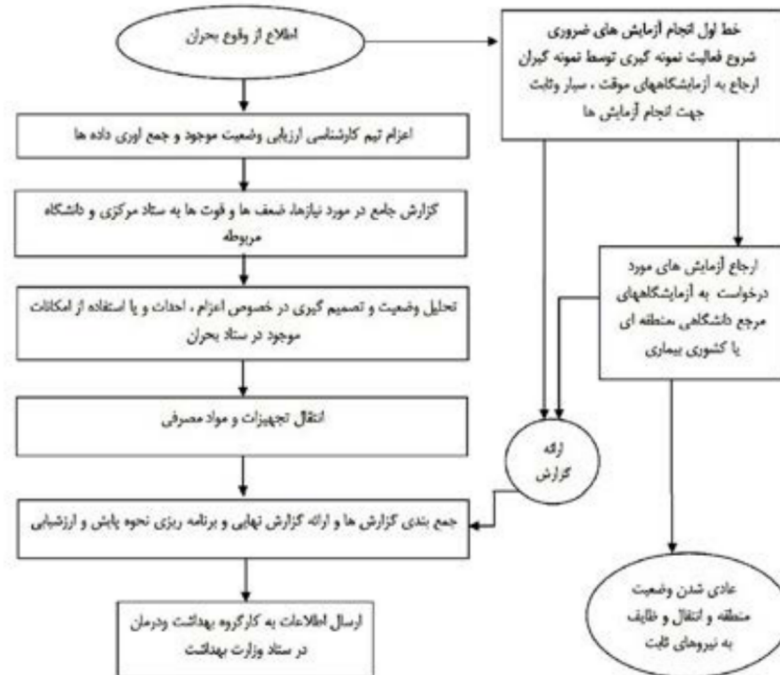 اطلاع از وقوع بحران
خط اول انجام آزمایش های ضروری
شروع فعالیت نمونه گیری توسط نمونه گیران
ارجاع به آزمایشگاههای موقت ، سیار وثابت
جهت انجام آزمایش ها
اعزام تیم کارشناسی ارزیابی وضعیت موجود و جمع اوری داده ها
گزارش جامع در مورد نیازها، ضعف ها و قوت ها به ستاد مرکزی و دانشگاه
مربوطه
ارجاع آزمایش های مورد
درخواست به آزمایشگاههای
مرجع دانشگاهی ،منطقه ای
یا کشوری بیماری
تحلیل وضعیت و تصمیم گیری در خصوص اعزام ، احداث و یا استفاده از امکانات
موجود در ستاد بحران
انتقال تجهیزات و مواد مصرفی
ارائه
گزارش
جمع بندی گزارش ها و ارائه گزارش نهایی و برنامه ریزی نحوه پایش و ارزشیابی
ارسال اطلاعات به کارگروه بهداشت ودرمان
در ستاد وزارت بهداشت
عادی شدن وضعیت
منطقه و انتقال و ظایف
به نیروهای ثابت